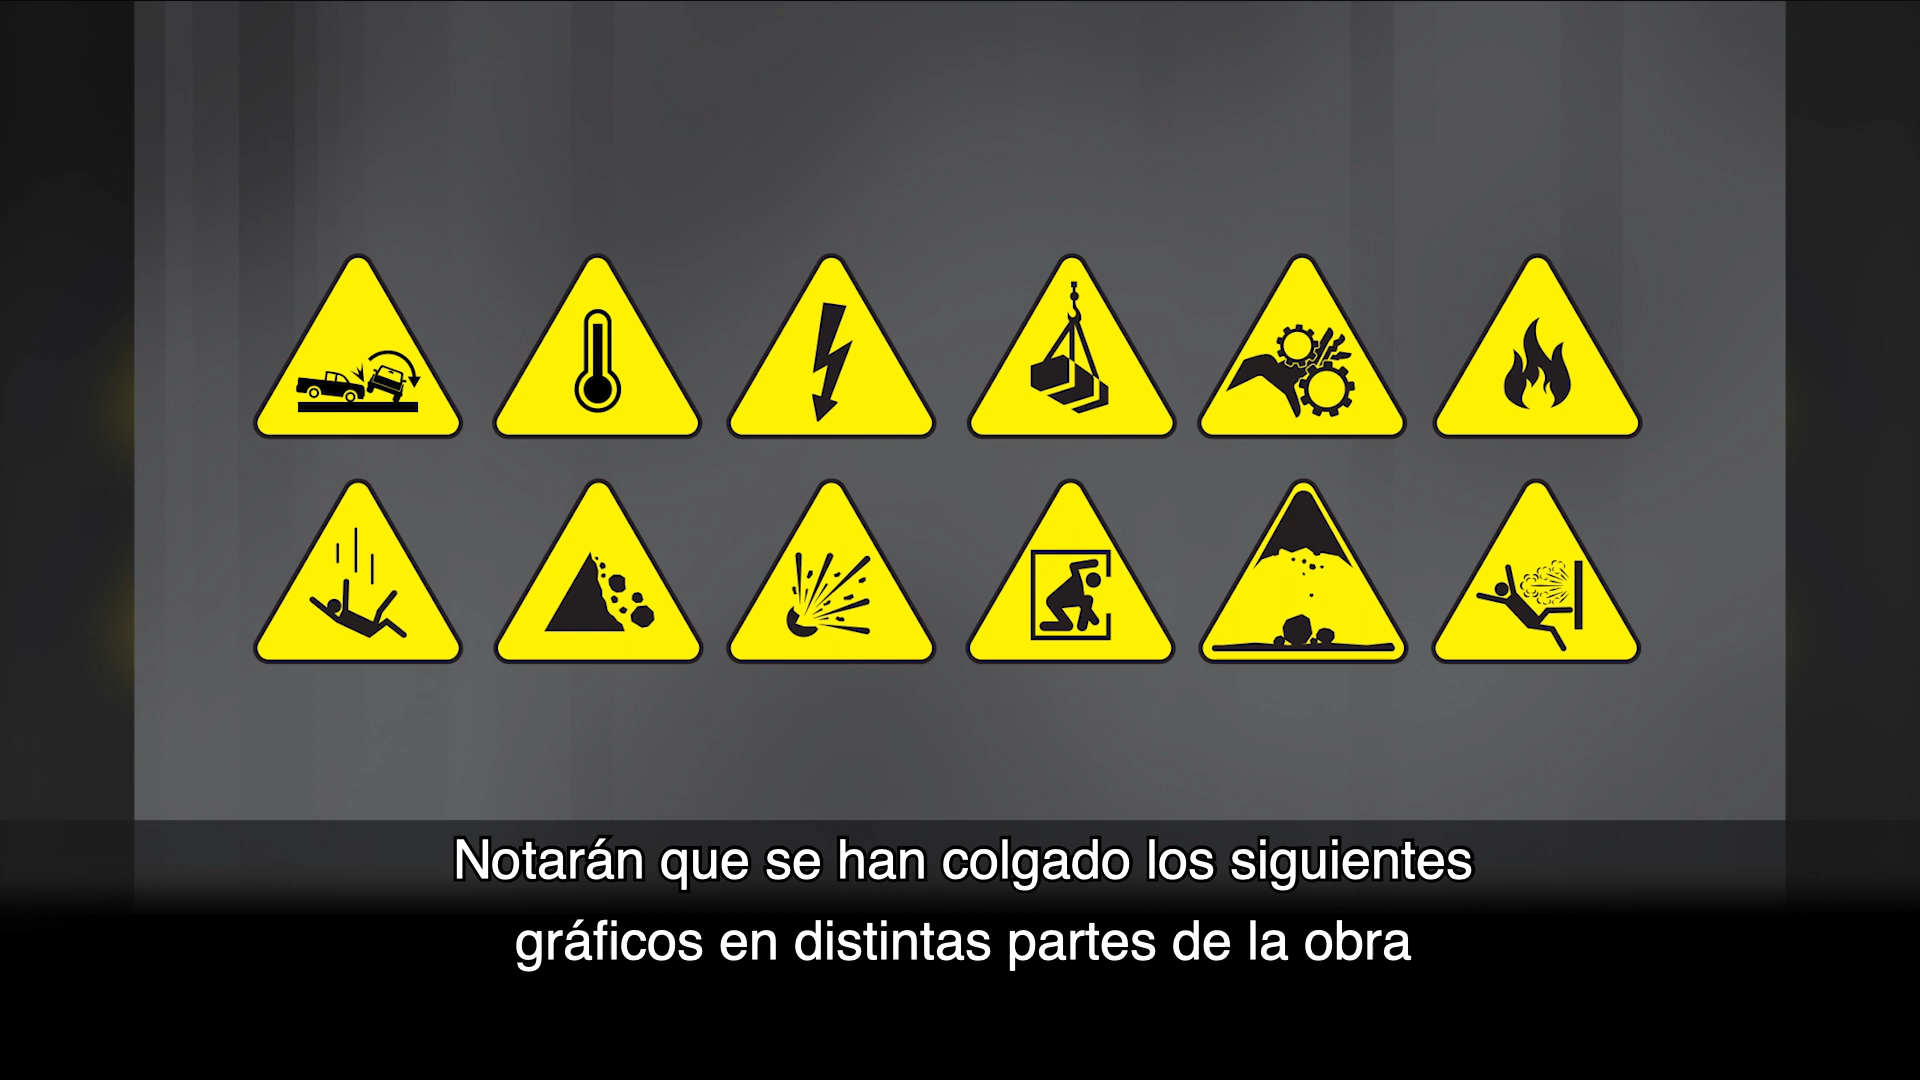 Notarán que se han colgado los siguientes
gráficos en distintas partes de la obra